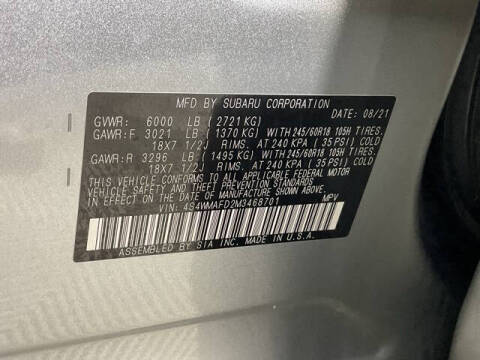 MFD BY SUBARU CORPORATION
GVWR: 6000 LB (2721 KG) DATE: 08/21
GAWR:F 3021 LB (1370 KG) WITH 245/60R18 105H TIRES.
18X7 1/2J RIMS. AT 240 KPA (35 PSI) COLD
GAWR:R 3296 LB (1495 KG) WITH 245/60R18 105H TIRES.
18X7 1/2J RIMS. AT 240 KPA (35 PSI) COLD
THIS VEHICLE CONFORMS TO ALL APPLICABLE FEDERAL MOTOR
VEHICLE SAFETY AND THEFT PREVENTION STANDARDS
IN EFFECT ON THE DATE OF MANUFACTURE SHOWN ABOVE.
VIN: 4S4WMAFD2M3468701 MPV
ASSEMBLED BY SIA INC. MADE IN U.S.A.